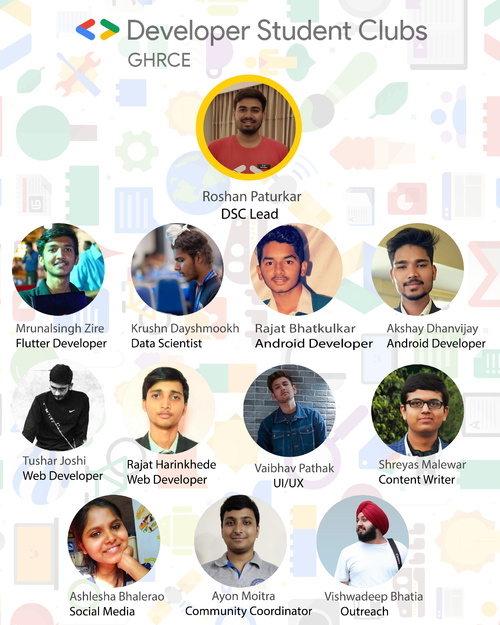 Developer Student Clubs
GHRCE
Roshan Paturkar
DSC Lead
Mrunalsingh Zire
Flutter Developer
Krushn Dayshmookh
Data Scientist
Rajat Bhatkulkar
Android Developer
Akshay Dhanvijay
Android Developer
Tushar Joshi
Web Developer
Rajat Harinkhede
Web Developer
Vaibhav Pathak
UI/UX
Shreyas Malewar
Content Writer
Ashlesha Bhalerao
Social Media
Ayon Moitra
Community Coordinator
Vishwadeep Bhatia
Outreach